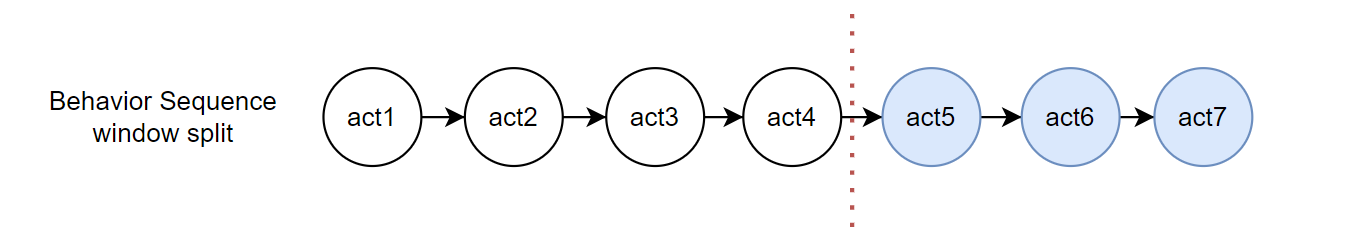 Behavior Sequence
window split
act1
act2
act3
act4
act5
act6
act7